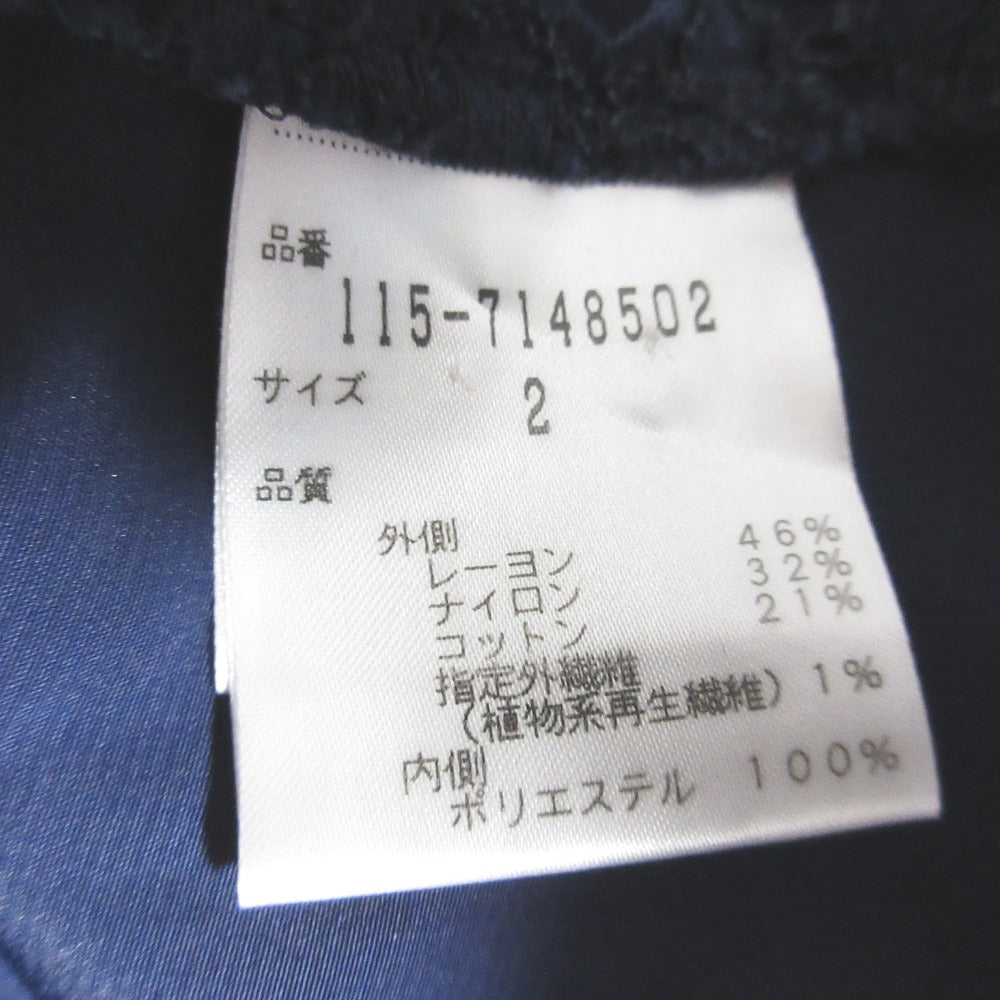 品番
115-7148502
サイズ 2
品質
外側
レーヨン 46%
ナイロン 32%
コットン 21%
指定外繊維
(植物系再生繊維) 1%
内側
ポリエステル 100%